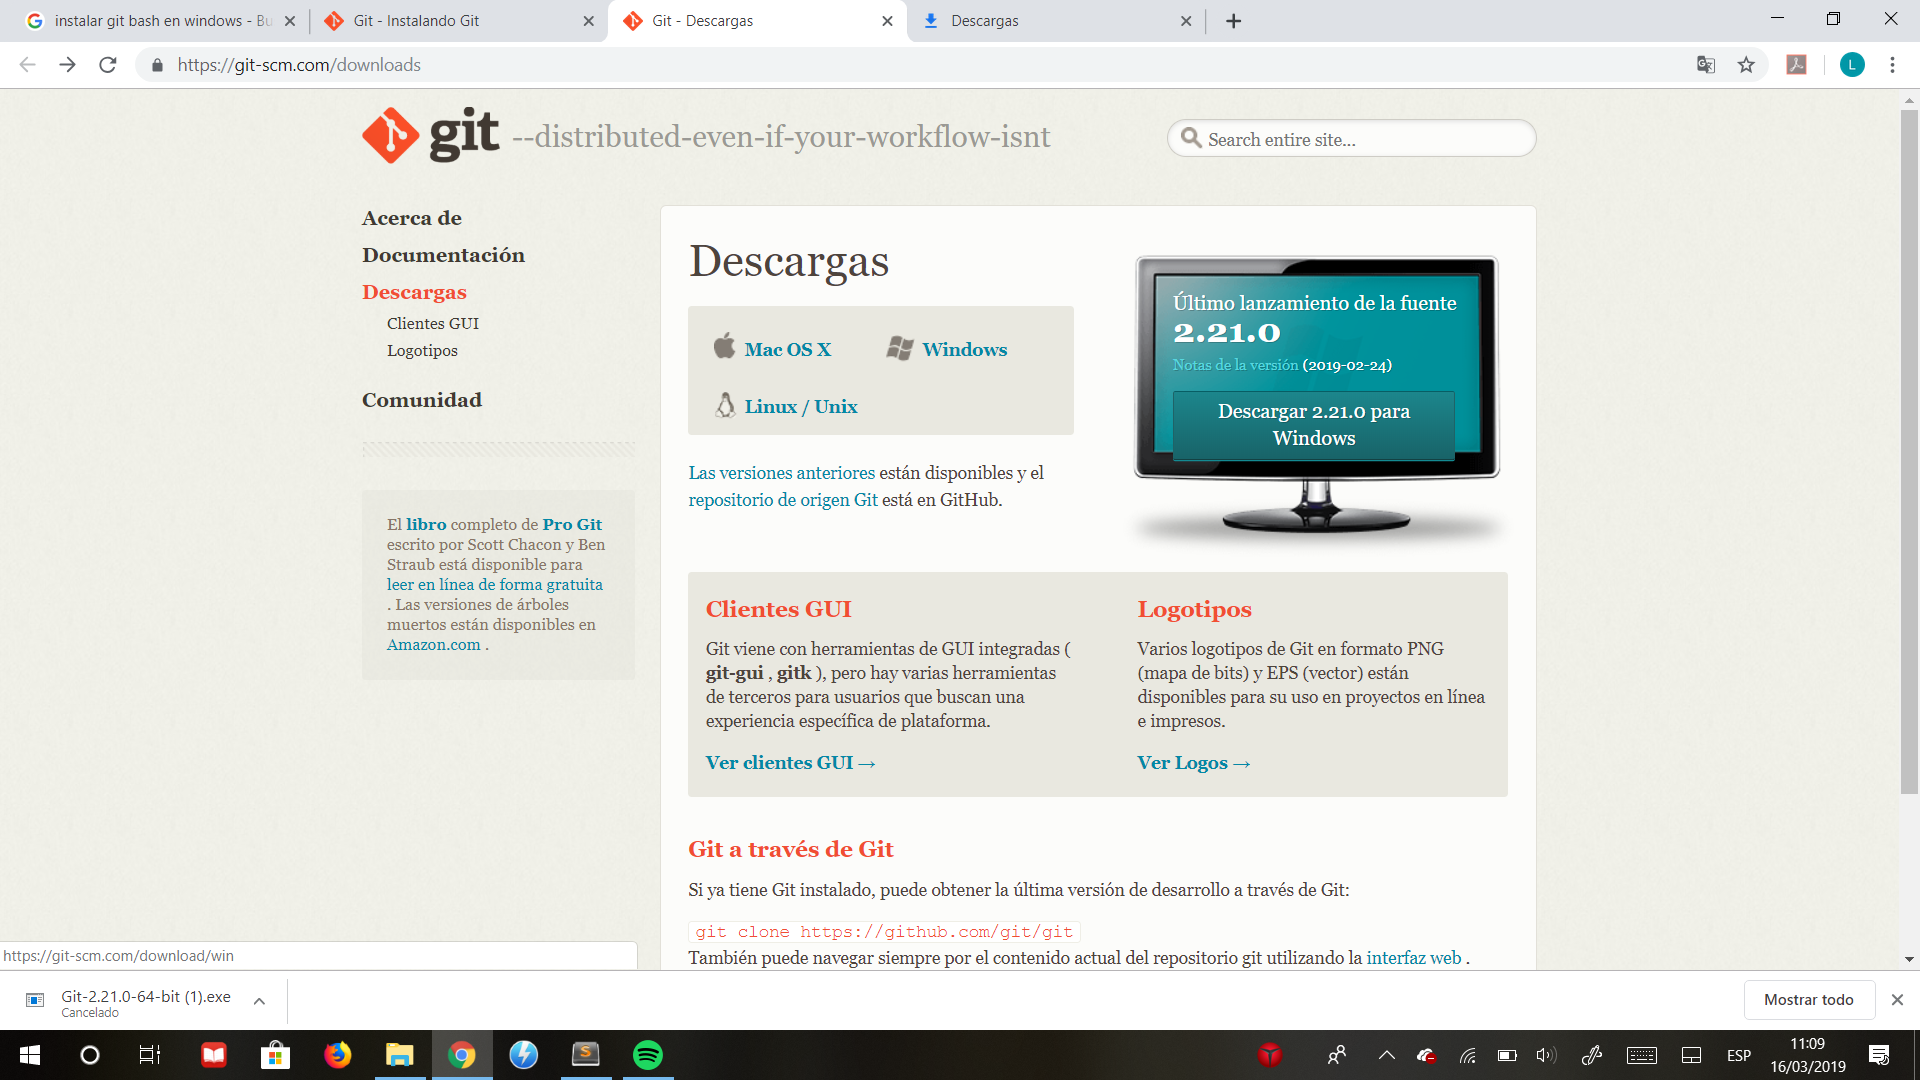 instalar git bash en windows - Bu
Git - Instalando Git
Git - Descargas
Descargas
https://git-scm.com/downloads
L
git --distributed-even-if-your-workflow-isnt
Search entire site...
Acerca de
Documentación
Descargas
Clientes GUI
Logotipos
Comunidad
El libro completo de Pro Git
escrito por Scott Chacon y Ben
Straub está disponible para
leer en línea de forma gratuita
. Las versiones de árboles
muertos están disponibles en
Amazon.com .
Descargas
Mac OS X
Windows
Linux / Unix
Las versiones anteriores están disponibles y el
repositorio de origen Git está en GitHub.
Último lanzamiento de la fuente
2.21.0
Notas de la versión (2019-02-24)
Descargar 2.21.0 para
Windows
Clientes GUI
Git viene con herramientas de GUI integradas (
git-gui , gitk ), pero hay varias herramientas
de terceros para usuarios que buscan una
experiencia específica de plataforma.
Ver clientes GUI →
Logotipos
Varios logotipos de Git en formato PNG
(mapa de bits) y EPS (vector) están
disponibles para su uso en proyectos en línea
e impresos.
Ver Logos →
Git a través de Git
Si ya tiene Git instalado, puede obtener la última versión de desarrollo a través de Git:
git clone https://github.com/git/git
También puede navegar siempre por el contenido actual del repositorio git utilizando la interfaz web .
https://git-scm.com/download/win
Git-2.21.0-64-bit (1).exe
Cancelado
Mostrar todo
ESP
11:09
16/03/2019